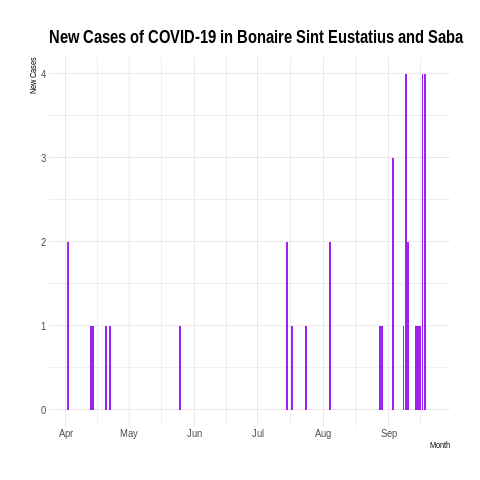 New Cases of COVID-19 in Bonaire Sint Eustatius and Saba
New Cases
4
3
2
1
0
Apr May Jun Jul Aug Sep
Month